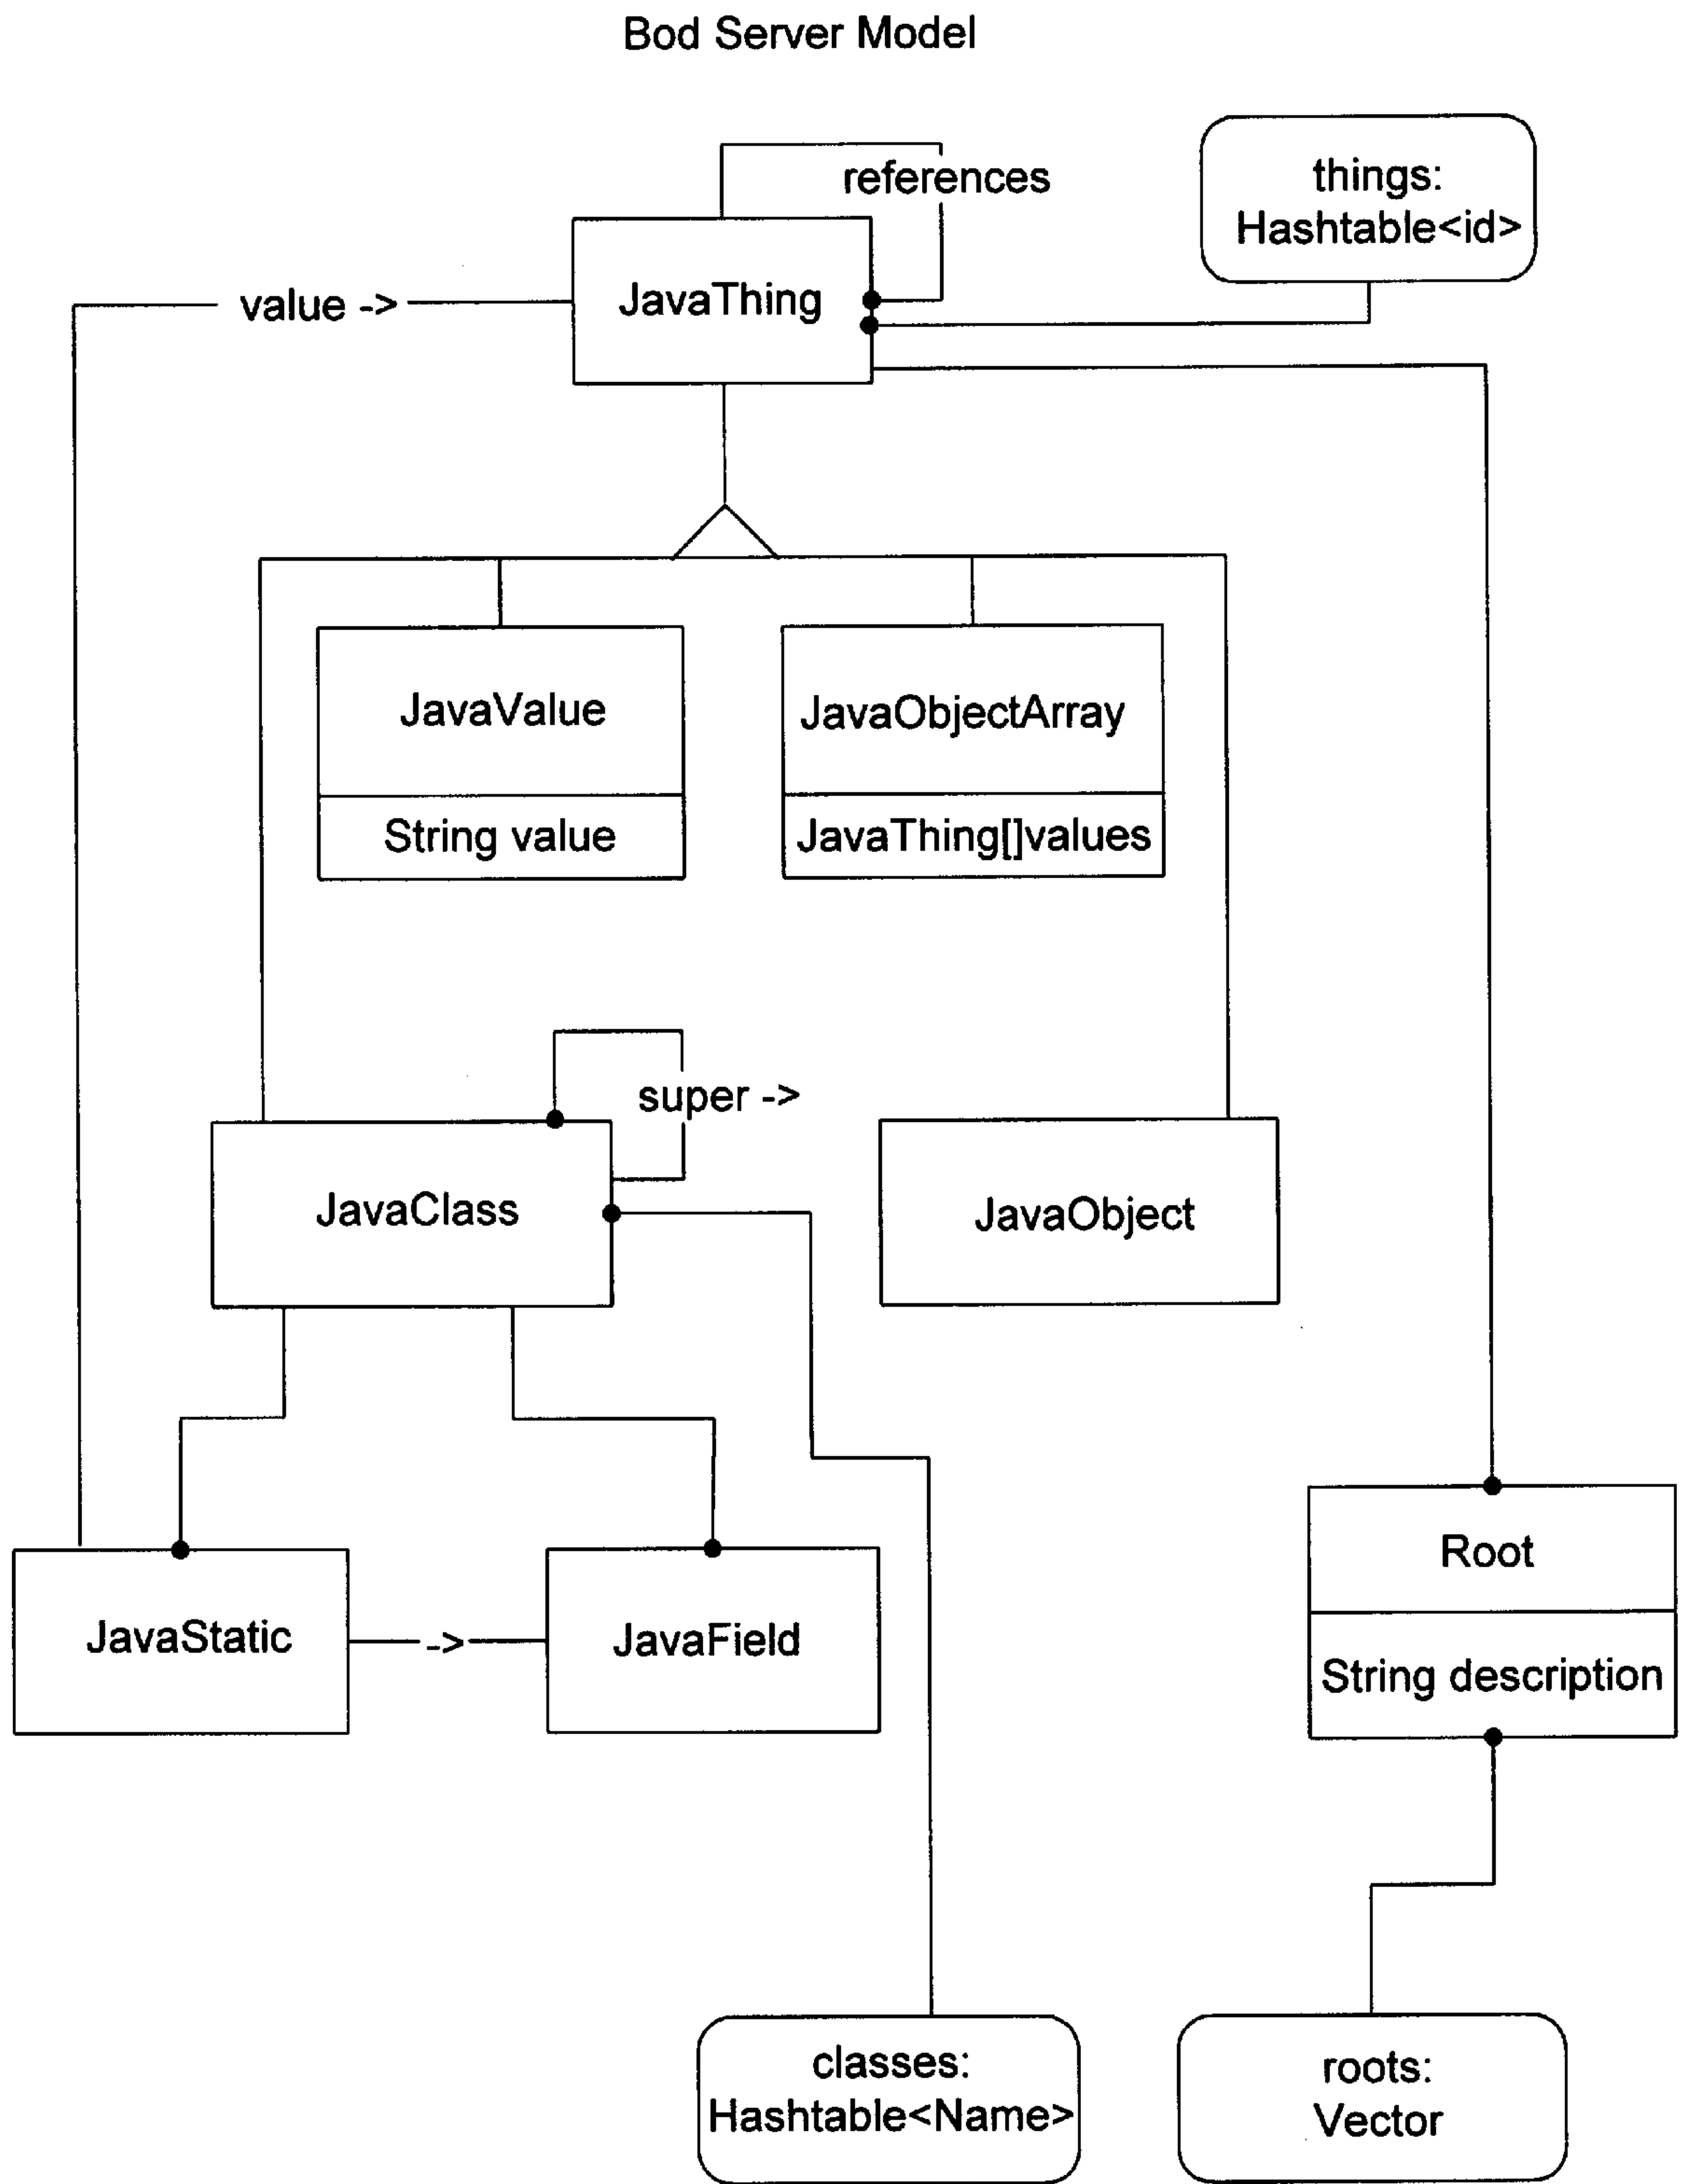 Bod Server Model
references
things:
Hashtable<id>
value ->
JavaThing
JavaValue
String value
JavaObjectArray
JavaThing[]values
super ->
JavaClass
JavaObject
JavaStatic
->
JavaField
Root
String description
classes:
Hashtable<Name>
roots:
Vector